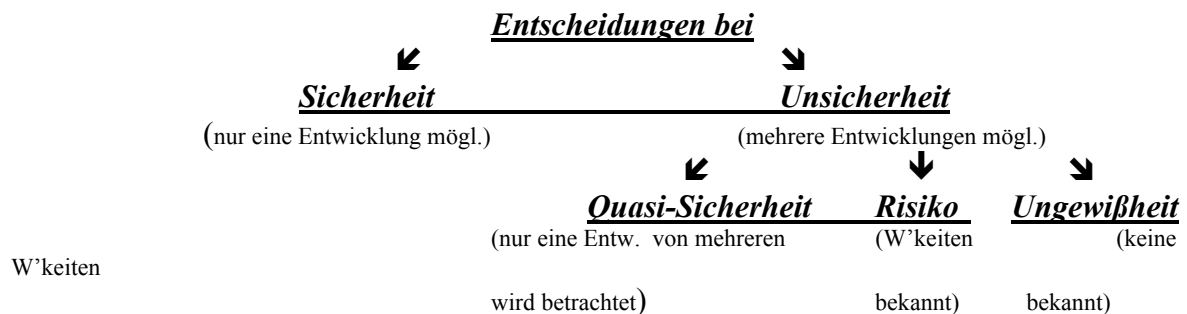 Entscheidungen bei
Sicherheit Unsicherheit
(nur eine Entwicklung mögl.) (mehrere Entwicklungen mögl.)
Quasi-Sicherheit Risiko Ungewißheit
(nur eine Entw. von mehreren (W'keiten (keine
W'keiten
wird betrachtet) bekannt) bekannt)